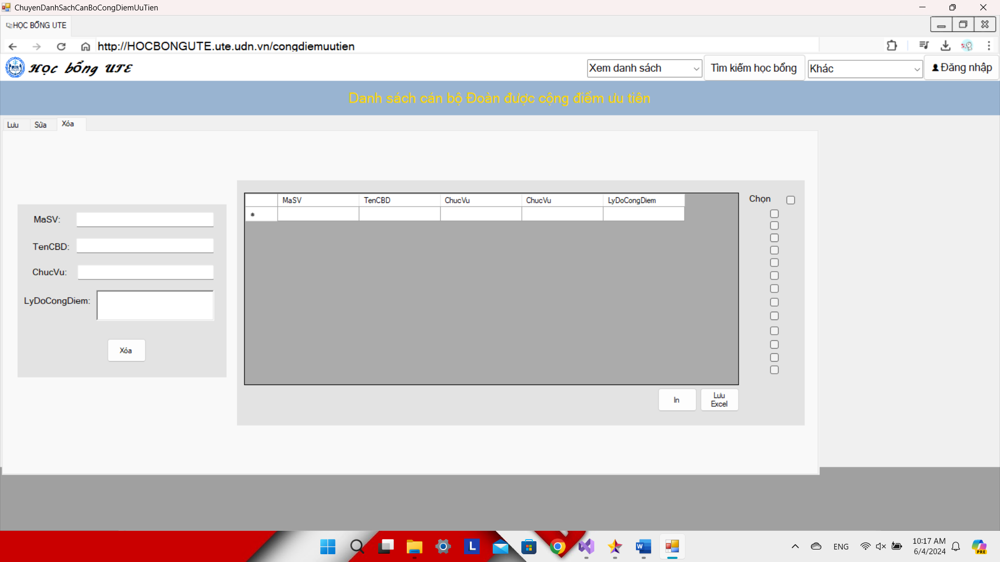 ChuyenDanhSachCanBoCongDiemUuTien
HỌC BỔNG UTE
http://HOCBONGUTE.ute.udn.vn/congdiemuutien
Học bổng UTE
Xem danh sách
Tìm kiếm học bổng
Khác
Đăng nhập
Danh sách cán bộ Đoàn được cộng điểm ưu tiên
Lưu Sửa Xóa
MaSV TenCBD ChucVu ChucVu LyDoCongDiem
Chọn
MaSV:
TenCBD:
ChucVu:
LyDoCongDiem:
Xóa
In
Lưu
Excel
L
W
ENG
10:17 AM
6/4/2024
PRE